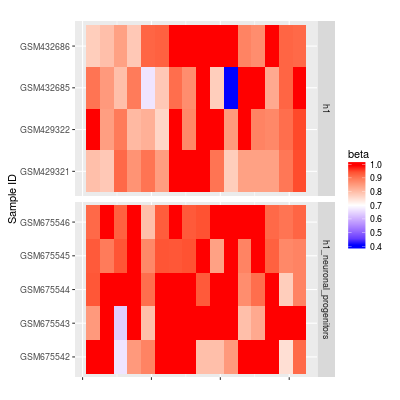 Sample ID
GSM432686
GSM432685
GSM429322
GSM429321
h1
GSM675546
GSM675545
GSM675544
GSM675543
GSM675542
h1_neuronal_progenitors
beta
1.0
0.9
0.8
0.7
0.6
0.5
0.4